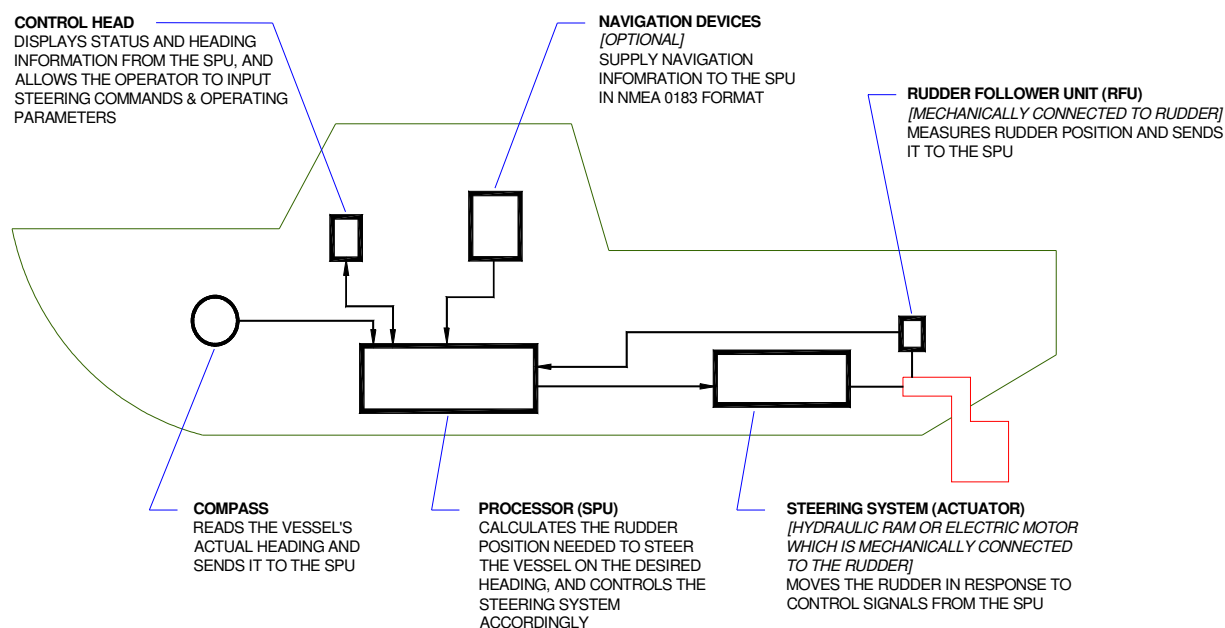 CONTROL HEAD
DISPLAYS STATUS AND HEADING
INFORMATION FROM THE SPU, AND
ALLOWS THE OPERATOR TO INPUT
STEERING COMMANDS & OPERATING
PARAMETERS
NAVIGATION DEVICES
[OPTIONAL]
SUPPLY NAVIGATION
INFOMRATION TO THE SPU
IN NMEA 0183 FORMAT
RUDDER FOLLOWER UNIT (RFU)
[MECHANICALLY CONNECTED TO RUDDER]
MEASURES RUDDER POSITION AND SENDS
IT TO THE SPU
COMPASS
READS THE VESSEL'S
ACTUAL HEADING AND
SENDS IT TO THE SPU
PROCESSOR (SPU)
CALCULATES THE RUDDER
POSITION NEEDED TO STEER
THE VESSEL ON THE DESIRED
HEADING, AND CONTROLS THE
STEERING SYSTEM
ACCORDINGLY
STEERING SYSTEM (ACTUATOR)
[HYDRAULIC RAM OR ELECTRIC MOTOR
WHICH IS MECHANICALLY CONNECTED
TO THE RUDDER]
MOVES THE RUDDER IN RESPONSE TO
CONTROL SIGNALS FROM THE SPU